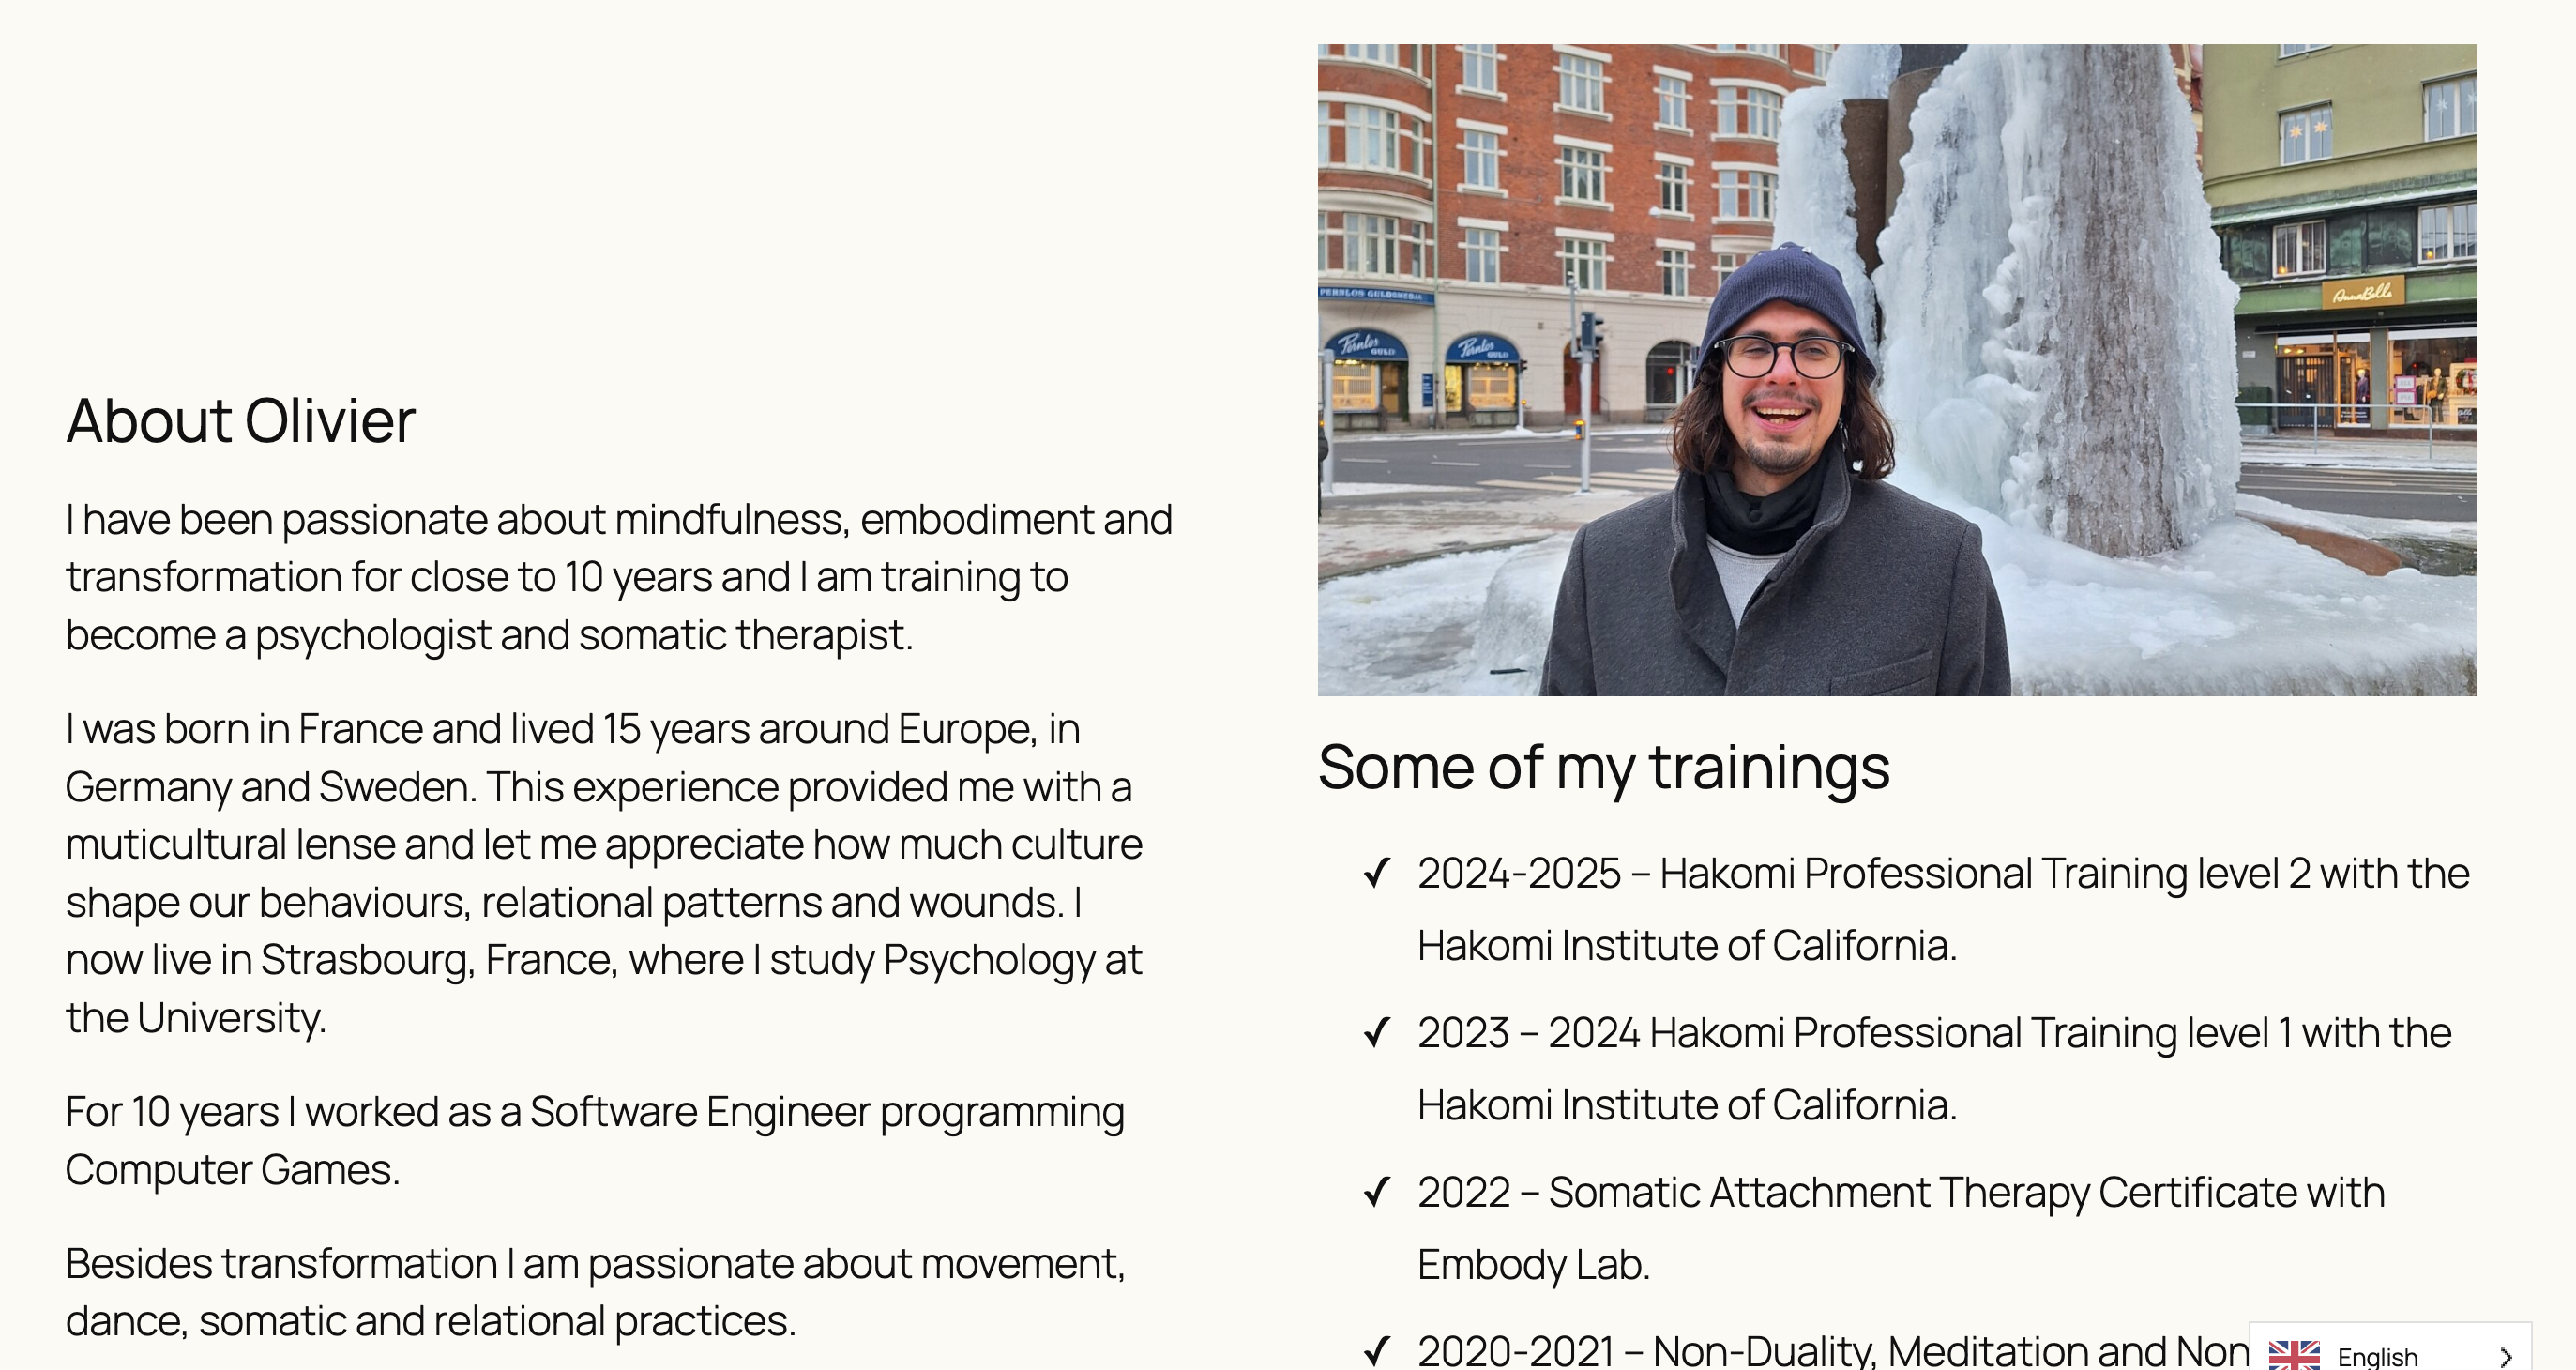 About Olivier
I have been passionate about mindfulness, embodiment and
transformation for close to 10 years and I am training to
become a psychologist and somatic therapist.
I was born in France and lived 15 years around Europe, in
Germany and Sweden. This experience provided me with a
muticultural lense and let me appreciate how much culture
shape our behaviours, relational patterns and wounds. I
now live in Strasbourg, France, where I study Psychology at
the University.
For 10 years I worked as a Software Engineer programming
Computer Games.
Besides transformation I am passionate about movement,
dance, somatic and relational practices.
PERNLOS GULDSMEDJA
Pernlos
GULD
Pernlos
GULD
AnnaBella
Some of my trainings
✓ 2024-2025 – Hakomi Professional Training level 2 with the
Hakomi Institute of California.
✓ 2023 – 2024 Hakomi Professional Training level 1 with the
Hakomi Institute of California.
✓ 2022 – Somatic Attachment Therapy Certificate with
Embody Lab.
✓ 2020-2021 – Non-Duality, Meditation and Non
English